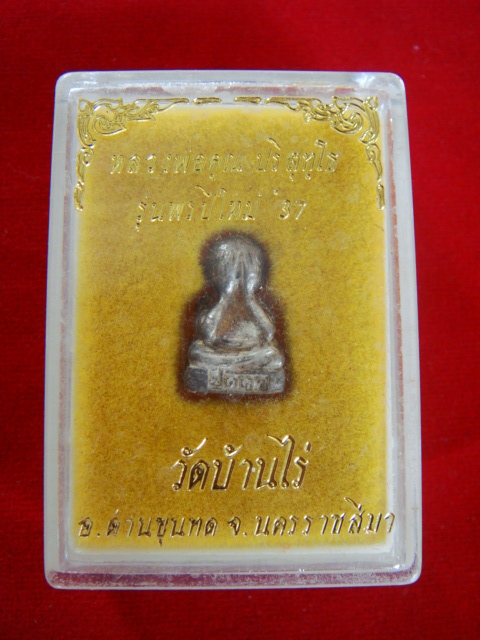 หลวงพ่อคูณ ปริสุทฺโธ
รุ่นพรปีใหม่ '37
วัดบ้านไร่
อ.ด่านขุนทด จ.นครราชสีมา